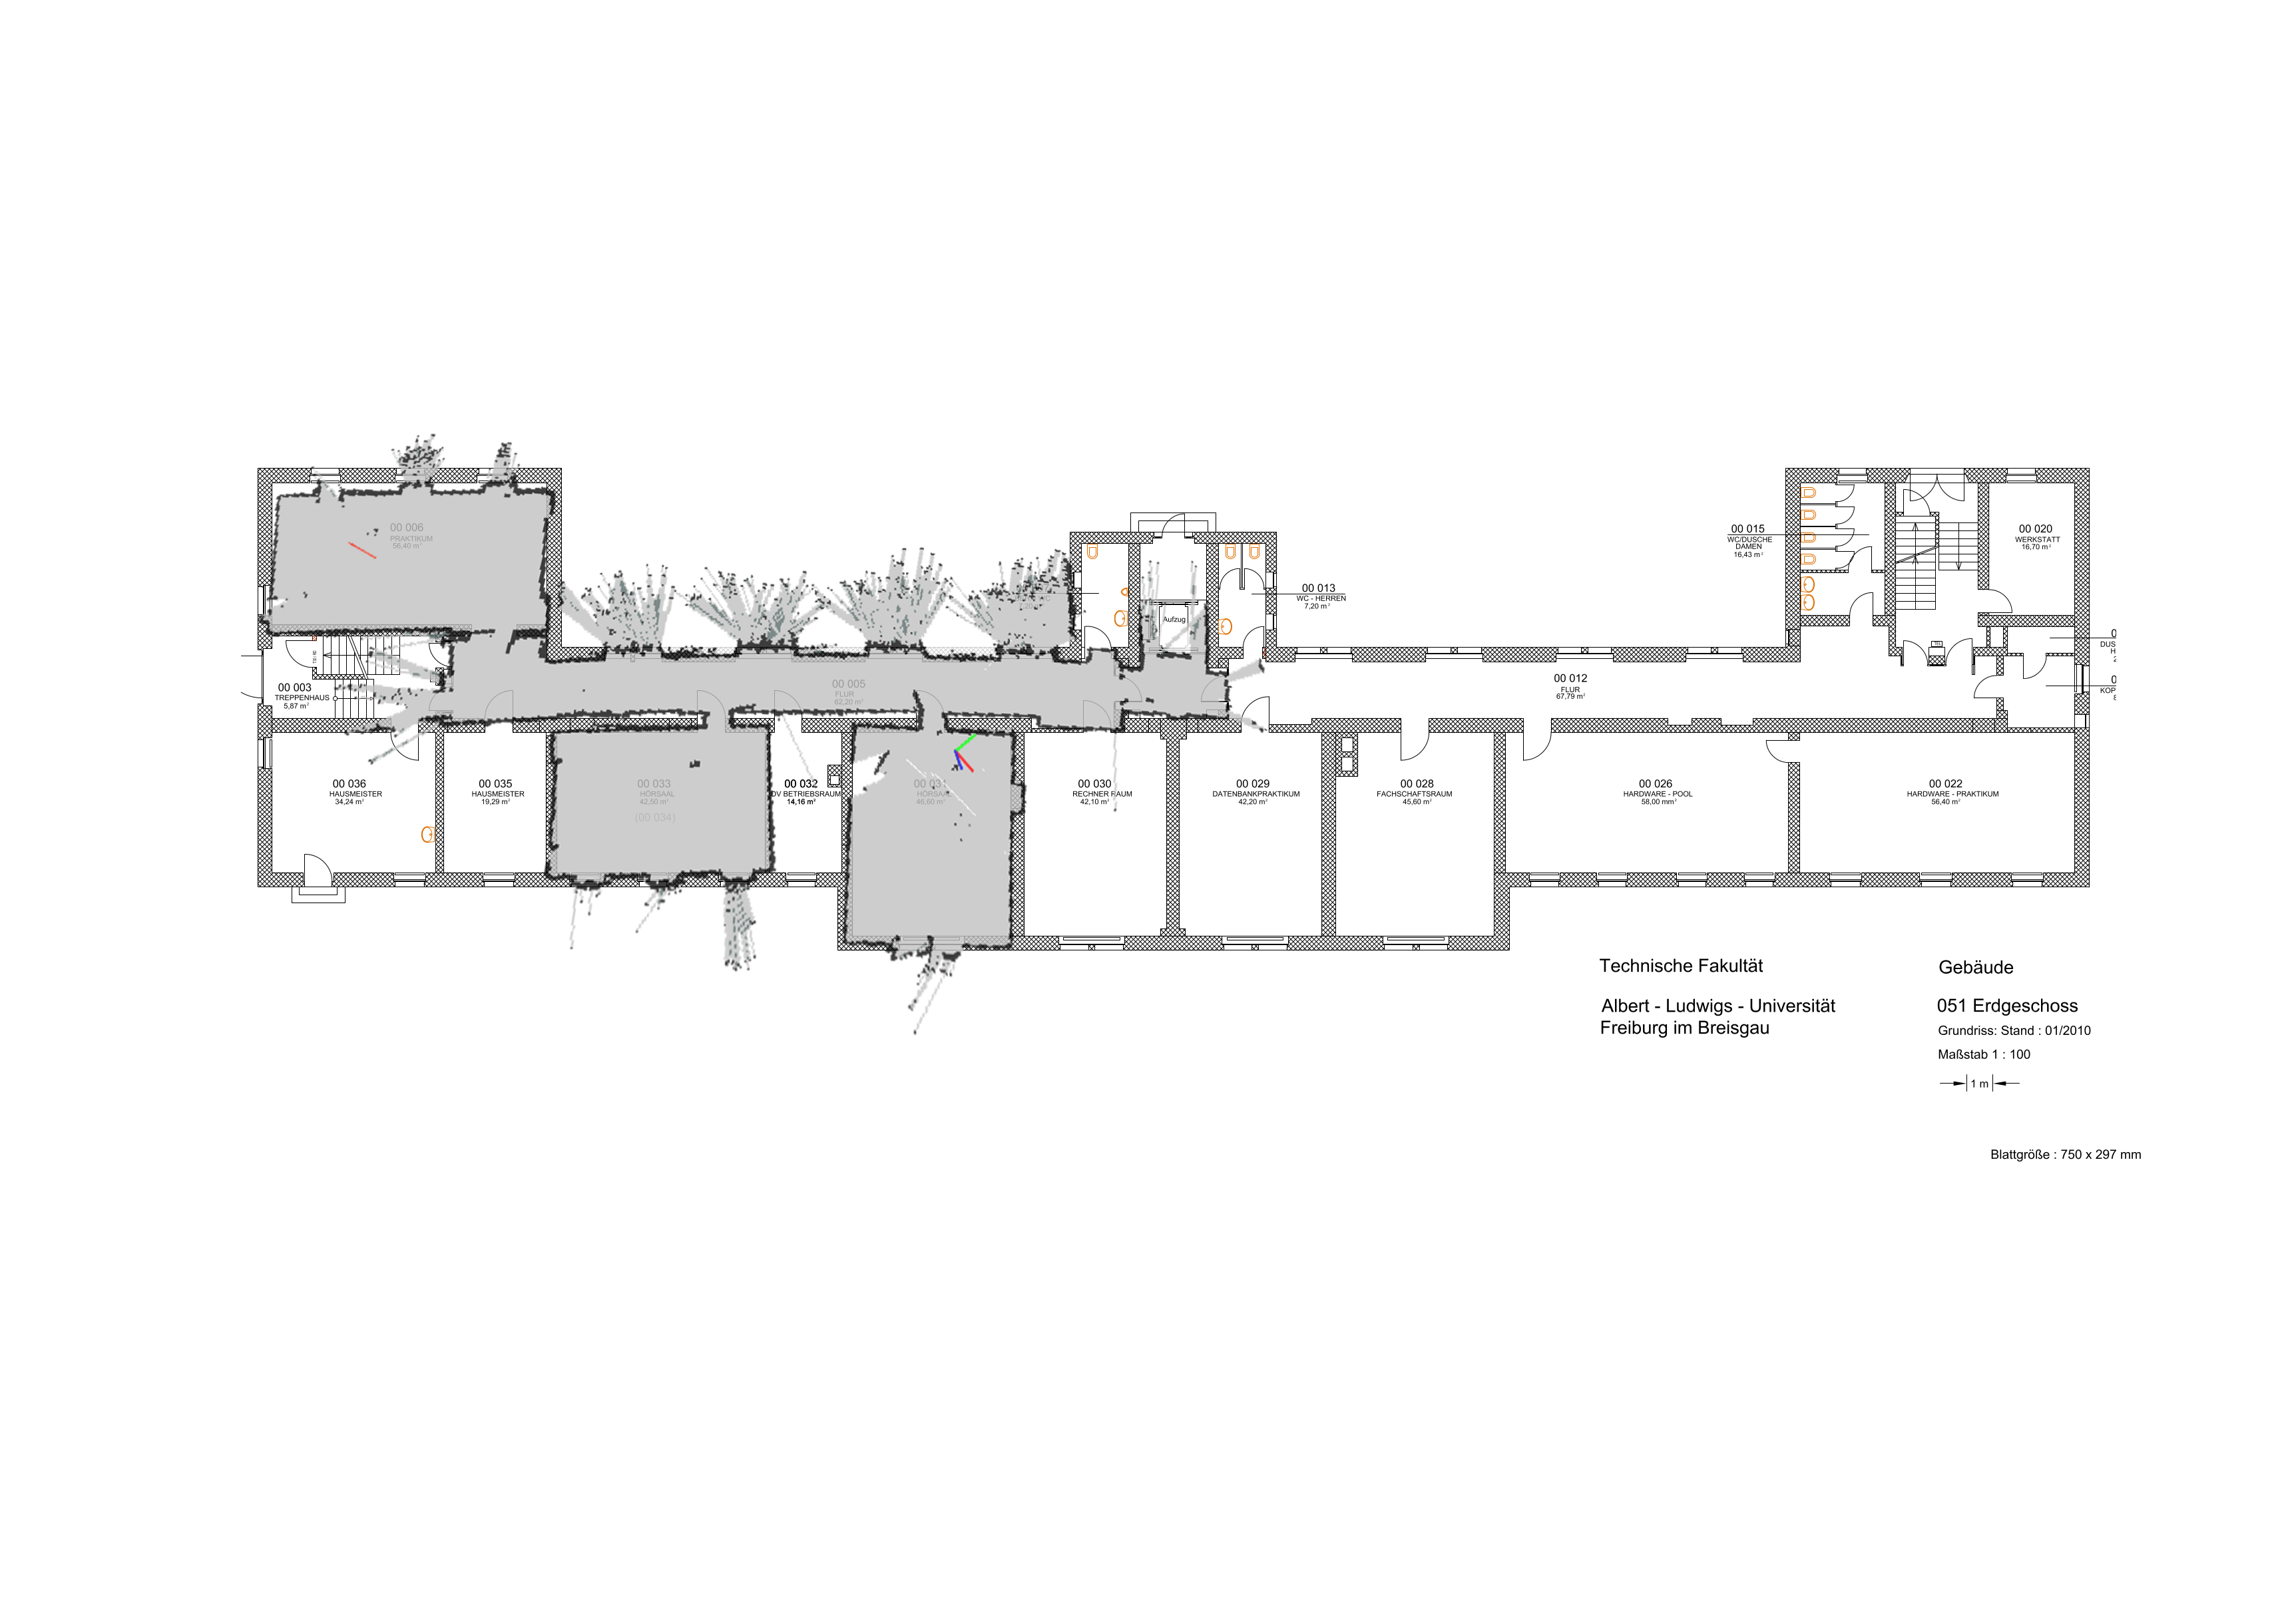 00 006
PRAKTIKUM
56,40 m²
00 003
TREPPENHAUS
5,87 m²
00 005
FLUR
62,20 m²
Aufzug
00 013
WC - HERREN
7,20 m²
00 012
FLUR
67,79 m²
00 015
WC/DUSCHE
DAMEN
16,43 m²
00 020
WERKSTATT
16,70 m²
0
DUS
H
2
0
KOP
00 036
HAUSMEISTER
34,24 m²
00 035
HAUSMEISTER
19,29 m²
00 033
HÖRSAAL
42,50 m²
(00 034)
00 032
DV BETRIEBSRAUM
14,16 m²
00 031
HÖRSAAL
00 030
RECHNER RAUM
42,10 m²
00 029
DATENBANKPRAKTIKUM
42,20 m²
00 028
FACHSCHAFTSRAUM
45,60 m²
00 026
HARDWARE - POOL
58,00 mm²
00 022
HARDWARE - PRAKTIKUM
56,40 m²
Technische Fakultät
Albert - Ludwigs - Universität
Freiburg im Breisgau
Gebäude
051 Erdgeschoss
Grundriss: Stand : 01/2010
Maßstab 1 : 100
1 m
Blattgröße : 750 x 297 mm